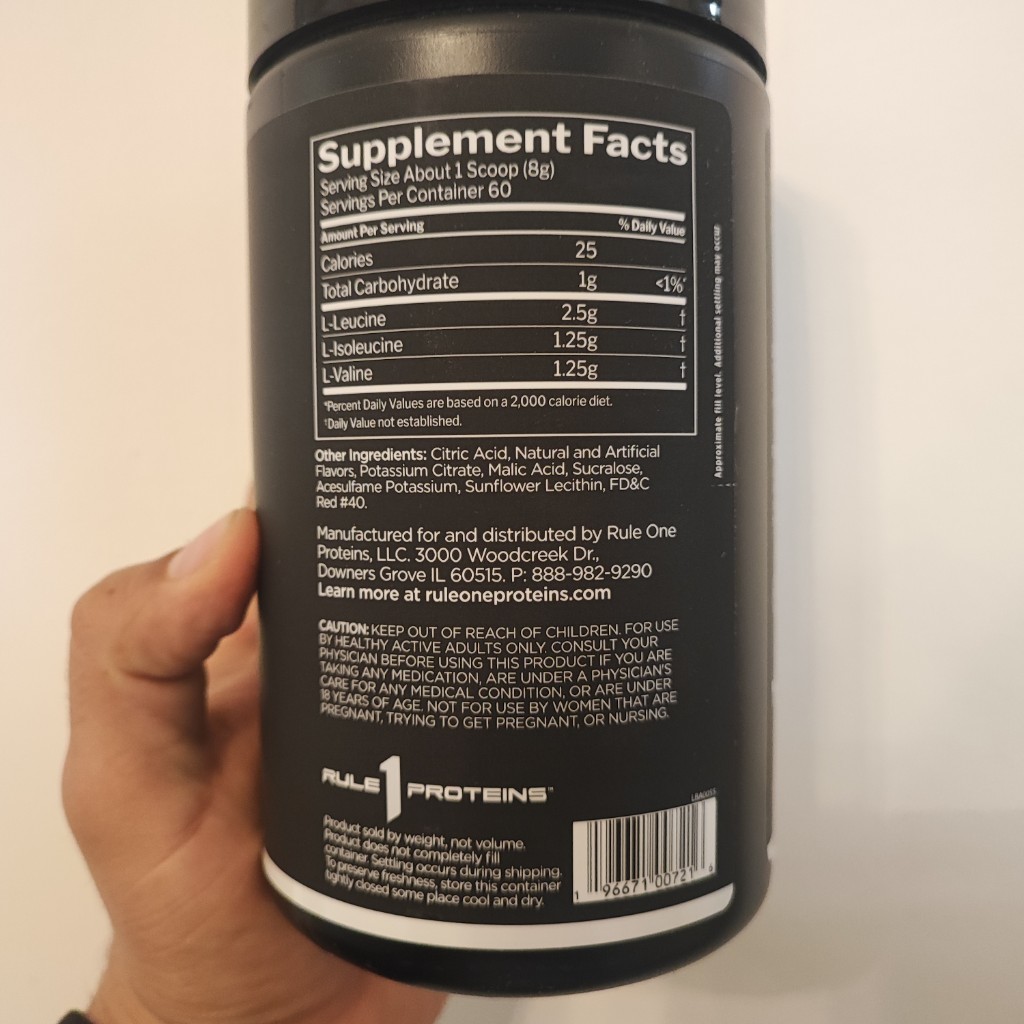 Supplement Facts
Serving Size About 1 Scoop (8g)
Servings Per Container 60
Amount Per Serving % Daily Value
Calories 25
Total Carbohydrate 1g <1%*
L-Leucine 2.5g †
L-Isoleucine 1.25g †
L-Valine 1.25g †
*Percent Daily Values are based on a 2,000 calorie diet.
†Daily Value not established.
Approximate fill level. Additional settling may occur
Other Ingredients: Citric Acid, Natural and Artificial
Flavors, Potassium Citrate, Malic Acid, Sucralose,
Acesulfame Potassium, Sunflower Lecithin, FD&C
Red #40.
Manufactured for and distributed by Rule One
Proteins, LLC. 3000 Woodcreek Dr.,
Downers Grove IL 60515. P: 888-982-9290
Learn more at ruleoneproteins.com
CAUTION: KEEP OUT OF REACH OF CHILDREN. FOR USE
BY HEALTHY ACTIVE ADULTS ONLY. CONSULT YOUR
PHYSICIAN BEFORE USING THIS PRODUCT IF YOU ARE
TAKING ANY MEDICATION, ARE UNDER A PHYSICIAN'S
CARE FOR ANY MEDICAL CONDITION, OR ARE UNDER
18 YEARS OF AGE. NOT FOR USE BY WOMEN THAT ARE
PREGNANT, TRYING TO GET PREGNANT, OR NURSING.
RULE 1 PROTEINS™
Product sold by weight, not volume.
Product does not completely fill
container. Settling occurs during shipping.
To preserve freshness, store this container
tightly closed some place cool and dry.
1 96671 00721 6